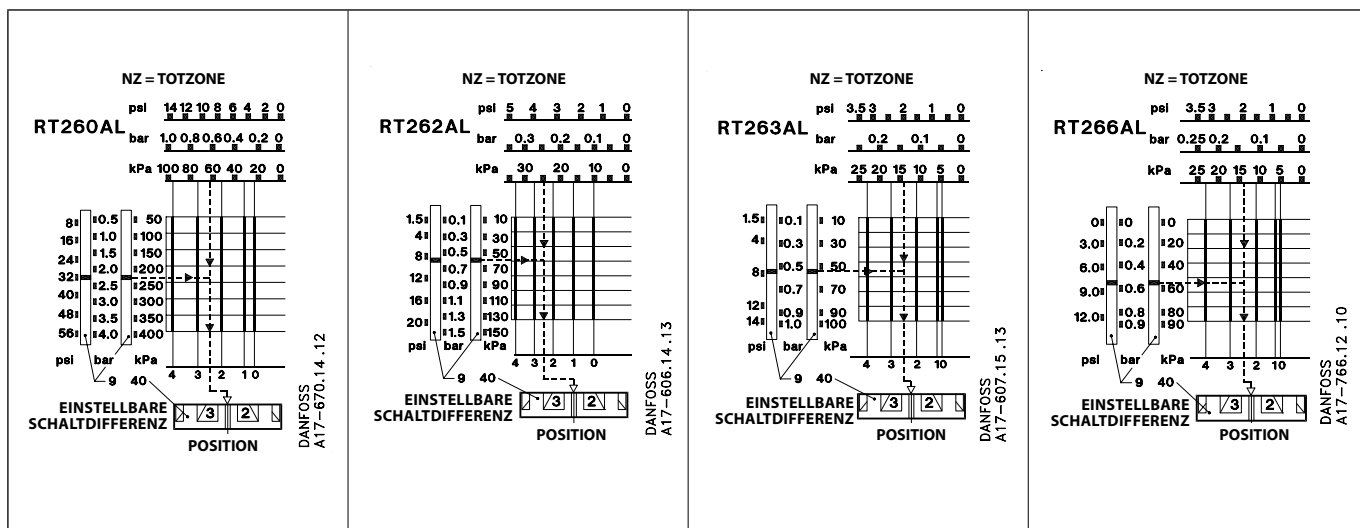 NZ = TOTZONE
RT260AL
psi 14 12 10 8 6 4 2 0
bar 1.0 0.8 0.6 0.4 0.2 0
kPa 100 80 60 40 20 0
8 0.5 50
16 1.0 100
24 1.5 150
32 2.0 200
40 2.5 250
48 3.0 300
56 3.5 350
4.0 400
psi bar kPa
4 3 2 1 0
9 40
EINSTELLBARE
SCHALTDIFFERENZ
3 2
POSITION
DANFOSS
A17-670.14.12
NZ = TOTZONE
RT262AL
psi 5 4 3 2 1 0
bar 0.3 0.2 0.1 0
kPa 30 20 10 0
1.5 0.1 10
4 0.3 30
8 0.5 50
12 0.7 70
16 0.9 90
20 1.1 110
1.3 130
1.5 150
psi bar kPa
4 3 2 1 0
9 40
EINSTELLBARE
SCHALTDIFFERENZ
3 2
POSITION
DANFOSS
A17-606.14.13
NZ = TOTZONE
RT263AL
psi 3.5 3 2 1 0
bar 0.2 0.1 0
kPa 25 20 15 10 5 0
1.5 0.1 10
4 0.3 30
8 0.5 50
12 0.7 70
14 0.9 90
1.0 100
psi bar kPa
4 3 2 1 0
9 40
EINSTELLBARE
SCHALTDIFFERENZ
3 2
POSITION
DANFOSS
A17-607.15.13
NZ = TOTZONE
RT266AL
psi 3.5 3 2 1 0
bar 0.25 0.2 0.1 0
kPa 25 20 15 10 5 0
0 0 0
3.0 0.2 20
6.0 0.4 40
9.0 0.6 60
12.0 0.8 80
0.9 90
psi bar kPa
4 3 2 1 0
9 40
EINSTELLBARE
SCHALTDIFFERENZ
3 2
POSITION
DANFOSS
A17-766.12 .10